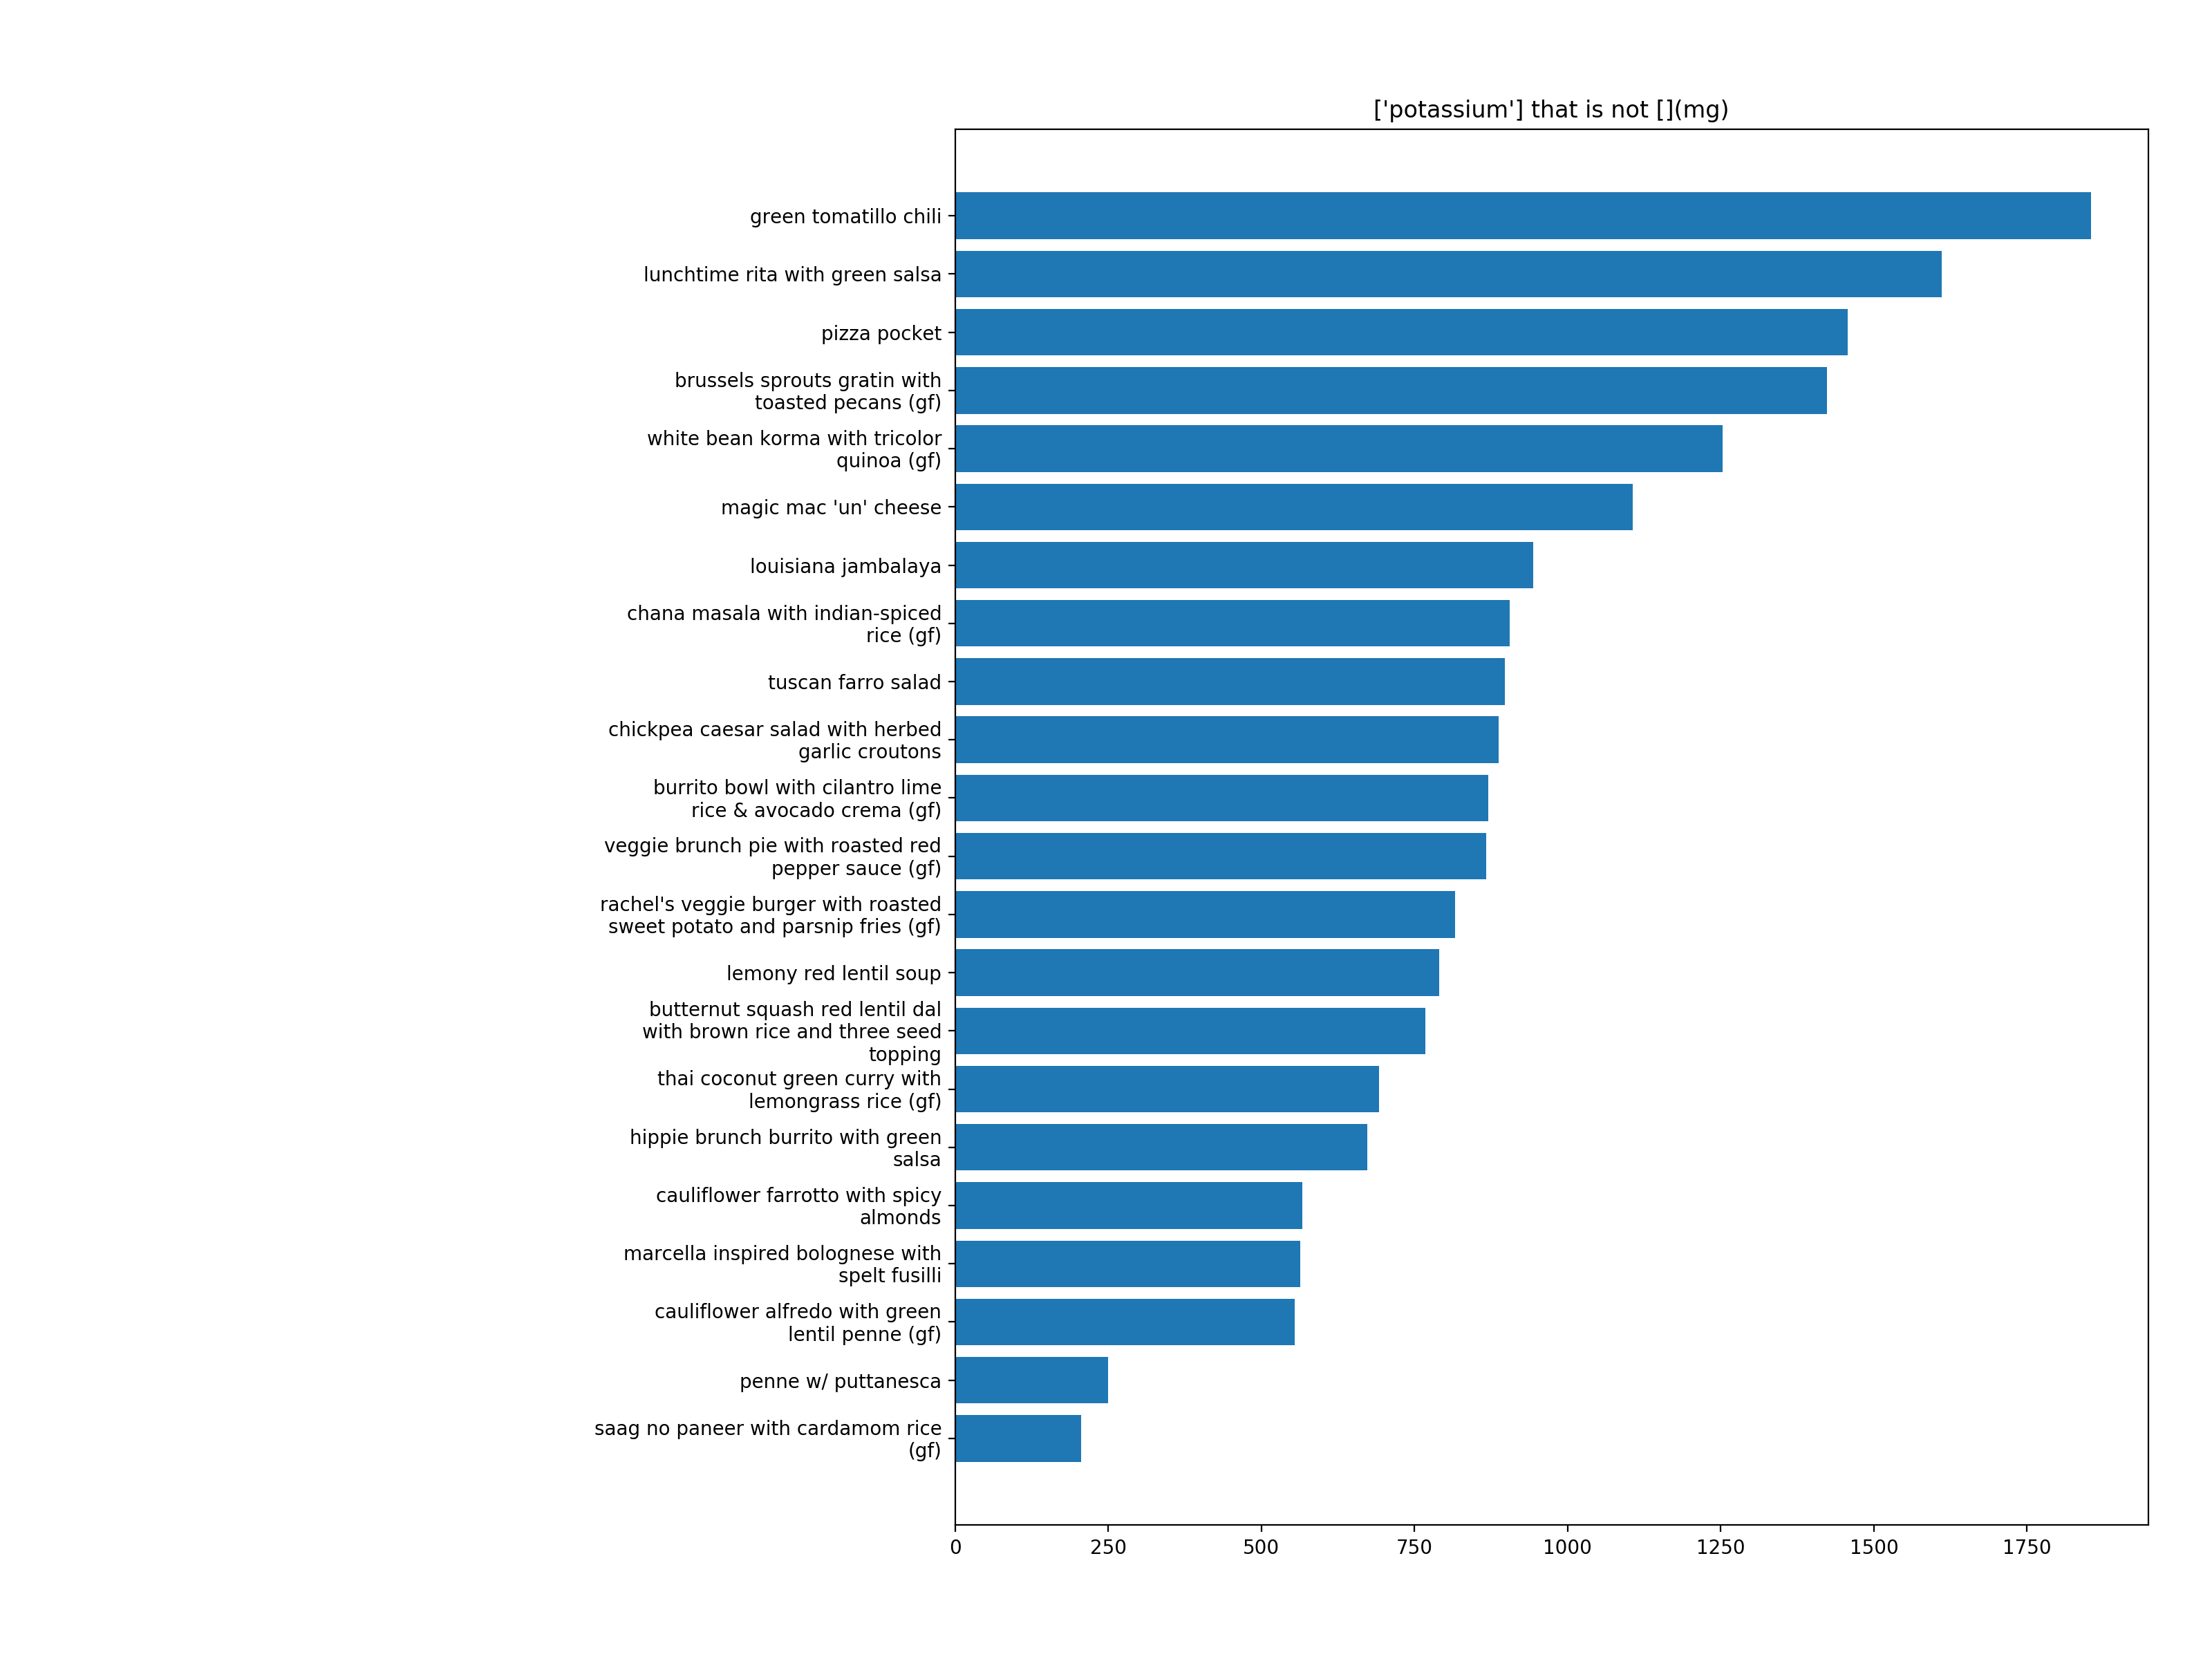 ['potassium'] that is not [](mg)
green tomatillo chili
lunchtime rita with green salsa
pizza pocket
brussels sprouts gratin with
toasted pecans (gf)
white bean korma with tricolor
quinoa (gf)
magic mac 'un' cheese
louisiana jambalaya
chana masala with indian-spiced
rice (gf)
tuscan farro salad
chickpea caesar salad with herbed
garlic croutons
burrito bowl with cilantro lime
rice & avocado crema (gf)
veggie brunch pie with roasted red
pepper sauce (gf)
rachel's veggie burger with roasted
sweet potato and parsnip fries (gf)
lemony red lentil soup
butternut squash red lentil dal
with brown rice and three seed
topping
thai coconut green curry with
lemongrass rice (gf)
hippie brunch burrito with green
salsa
cauliflower farrotto with spicy
almonds
marcella inspired bolognese with
spelt fusilli
cauliflower alfredo with green
lentil penne (gf)
penne w/ puttanesca
saag no paneer with cardamom rice
(gf)
0 250 500 750 1000 1250 1500 1750